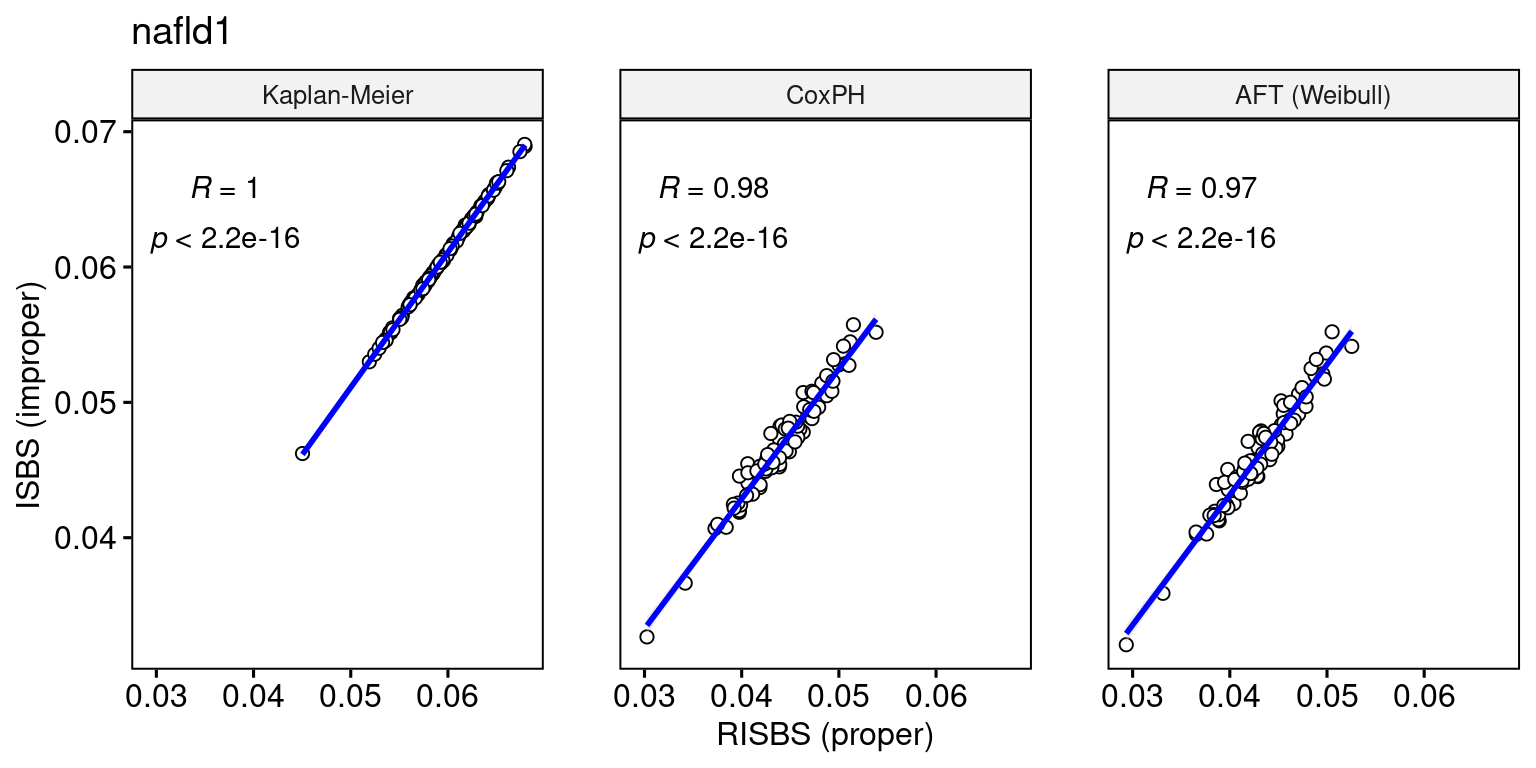 nafld1
Kaplan-Meier
CoxPH
AFT (Weibull)
ISBS (improper)
0.07
0.06
0.05
0.04
R = 1
p < 2.2e-16
R = 0.98
p < 2.2e-16
R = 0.97
p < 2.2e-16
0.03 0.04 0.05 0.06
0.03 0.04 0.05 0.06
0.03 0.04 0.05 0.06
RISBS (proper)